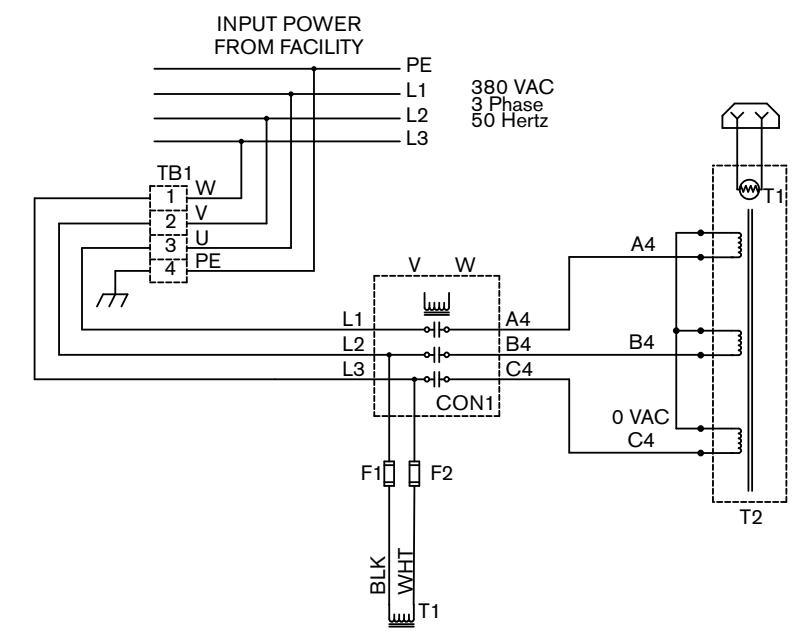 INPUT POWER
FROM FACILITY
PE
L1
L2
L3
380 VAC
3 Phase
50 Hertz
TB1
1
W
2
V
3
U
4
PE
T1
A4
V W
L1
A4
L2
B4
B4
L3
C4
CON1
0 VAC
C4
F1
F2
T2
BLK
WHT
T1